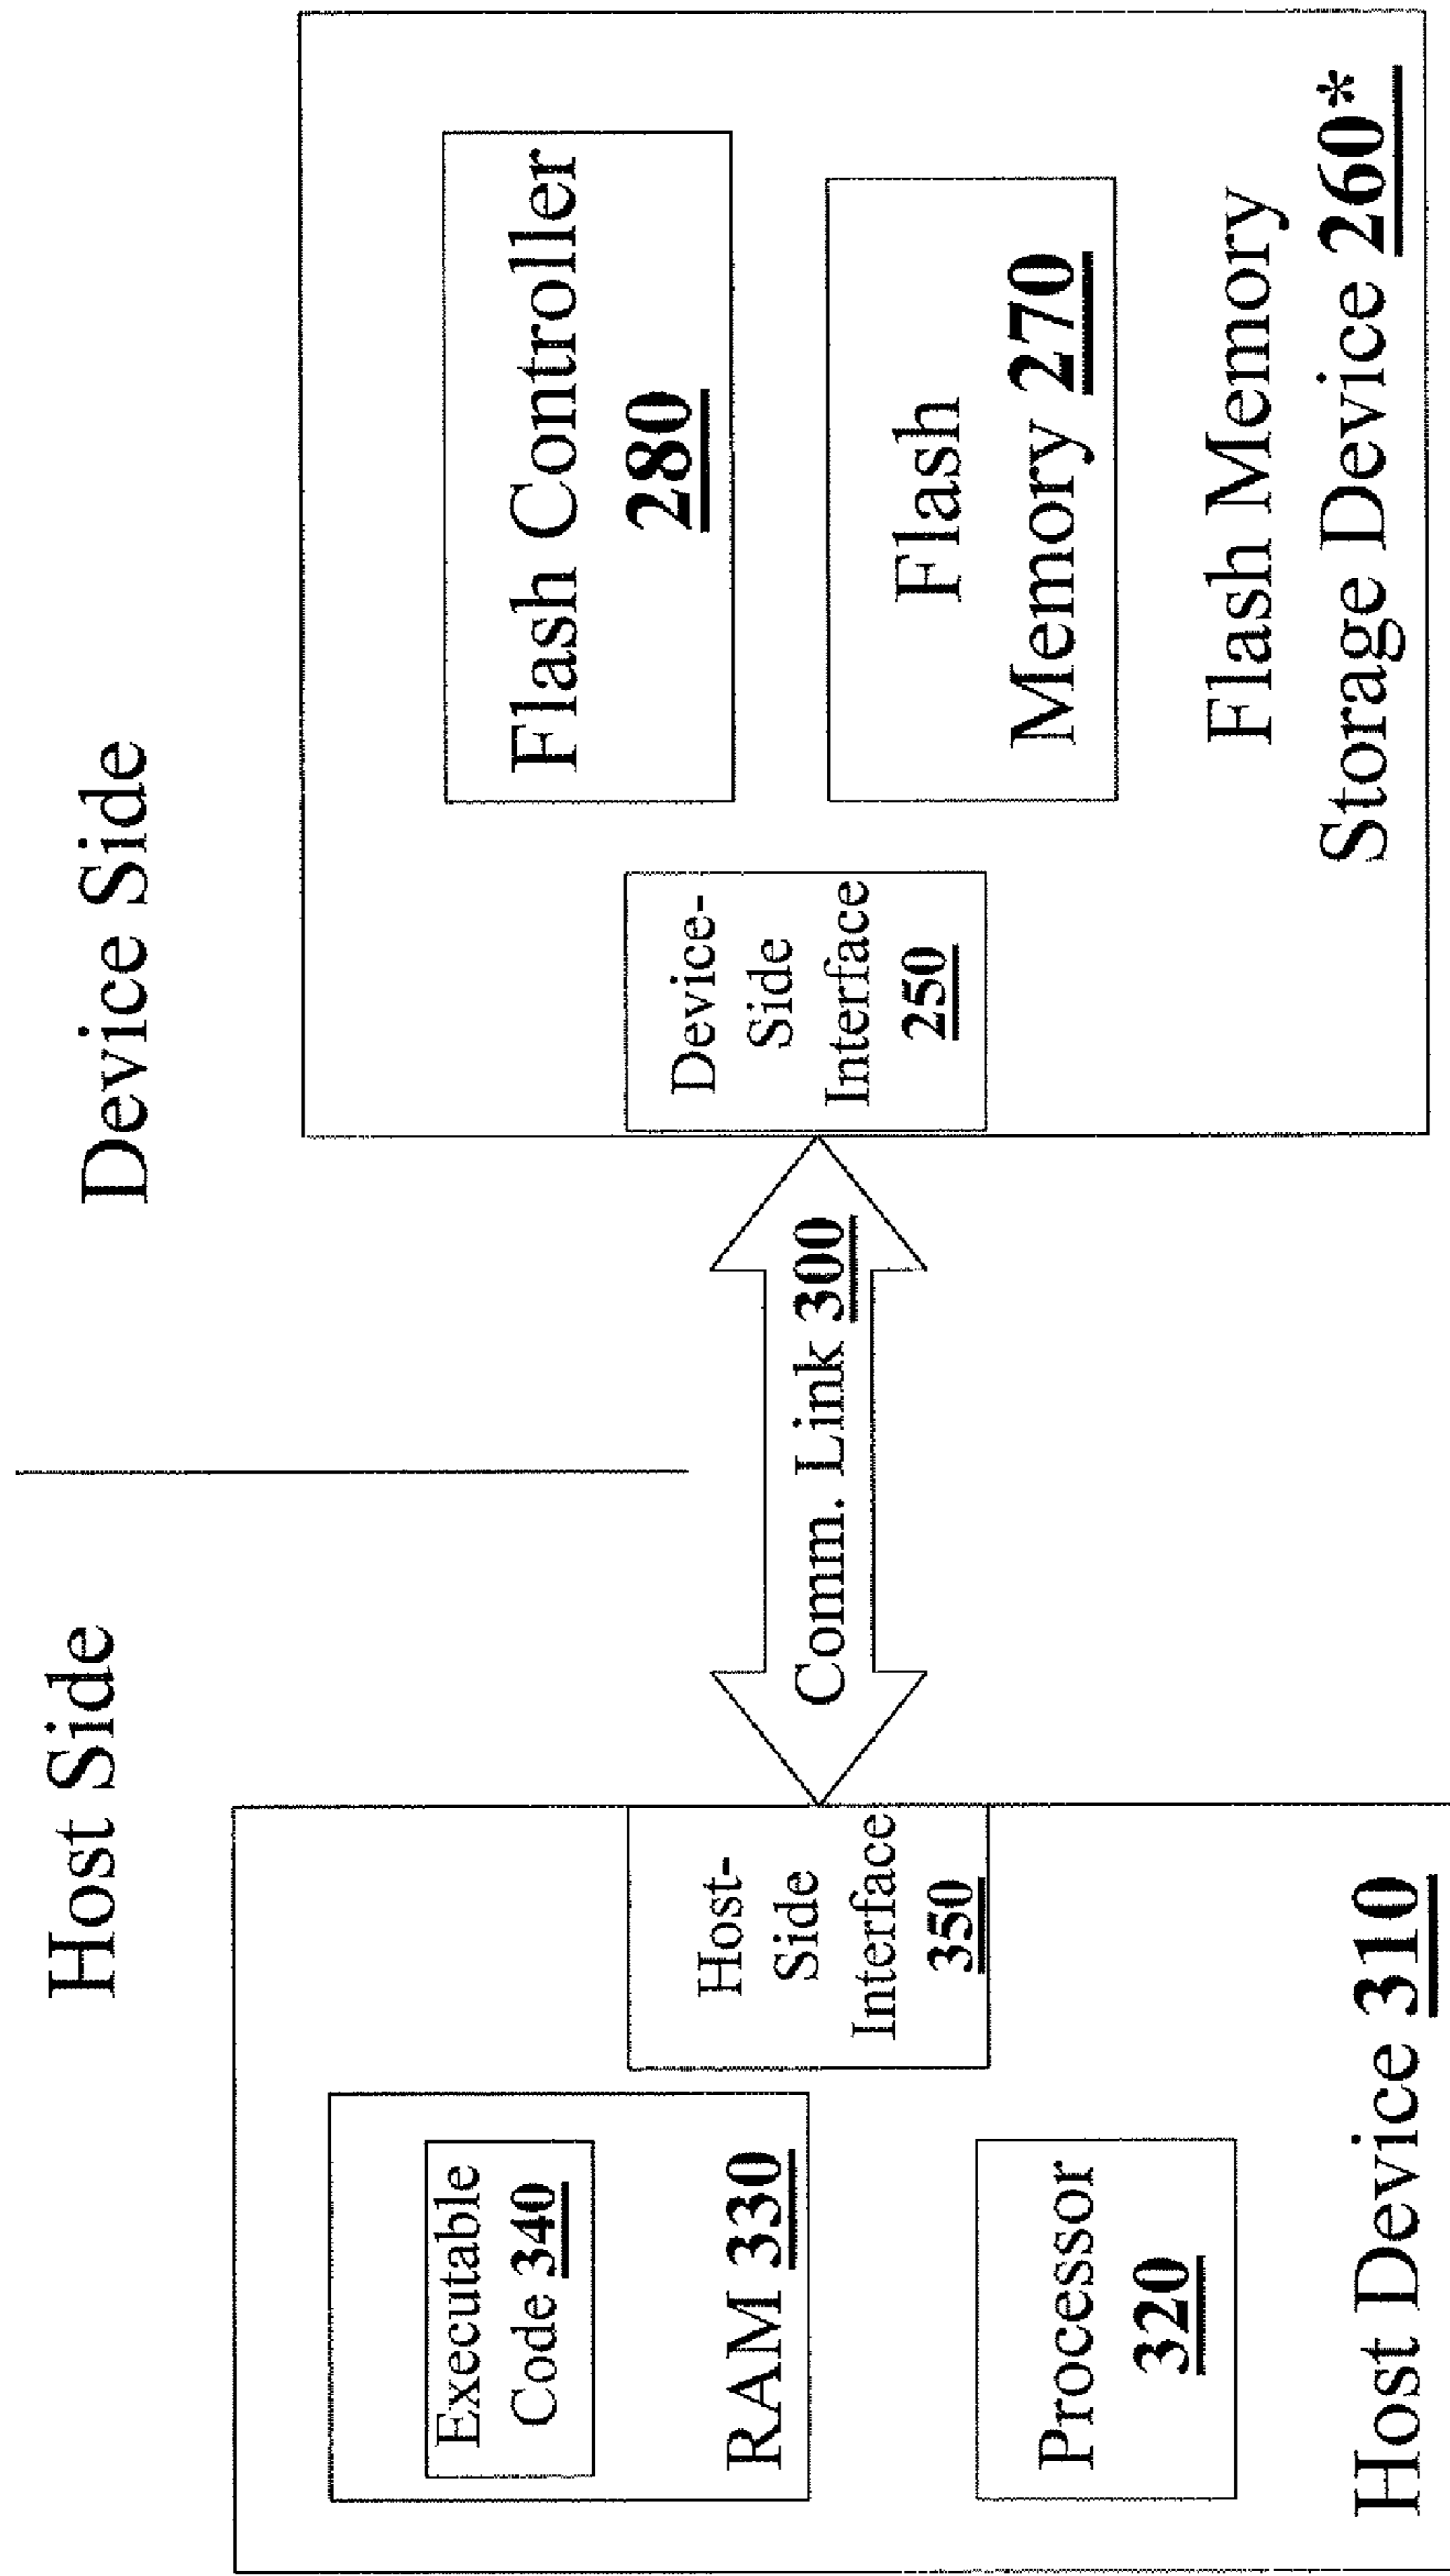 Host Side
Device Side
Executable
Code 340
RAM 330
Processor
320
Host-
Side
Interface
350
Host Device 310
Comm. Link 300
Device-
Side
Interface
250
Flash Controller
280
Flash
Memory 270
Flash Memory
Storage Device 260*